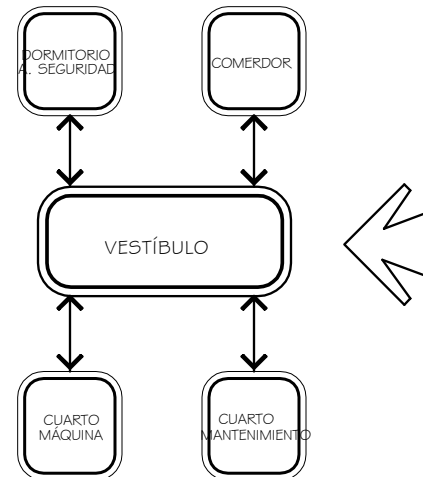 DORMITORIO
A. SEGURIDAD
COMERDOR
VESTÍBULO
CUARTO
MÁQUINA
CUARTO
MANTENIMIENTO